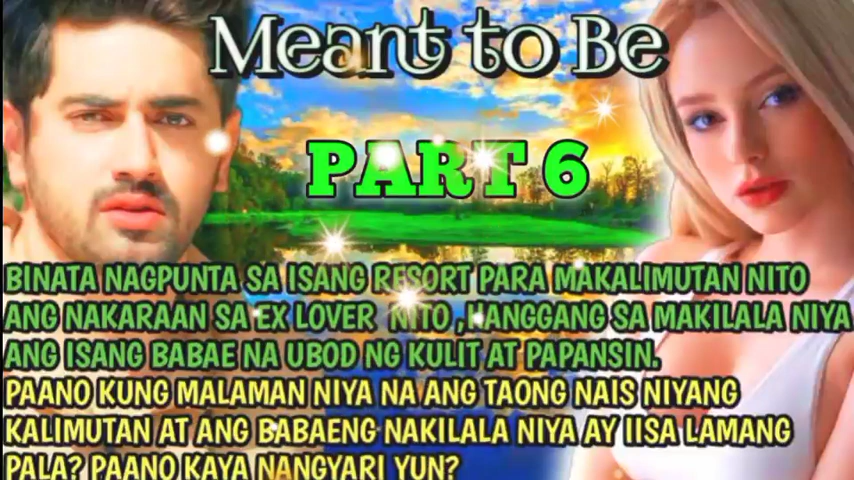 Meant to Be
PART 6
BINATA NAGPUNTA SA ISANG RESORT PARA MAKALIMUTAN NITO
ANG NAKARAAN SA EX LOVER NITO ,HANGGANG SA MAKILALA NIYA
ANG ISANG BABAE NA UBOD NG KULIT AT PAPANSIN.
PAANO KUNG MALAMAN NIYA NA ANG TAONG NAIS NIYANG
KALIMUTAN AT ANG BABAENG NAKILALA NIYA AY IISA LAMANG
PALA? PAANO KAYA NANGYARI YUN?